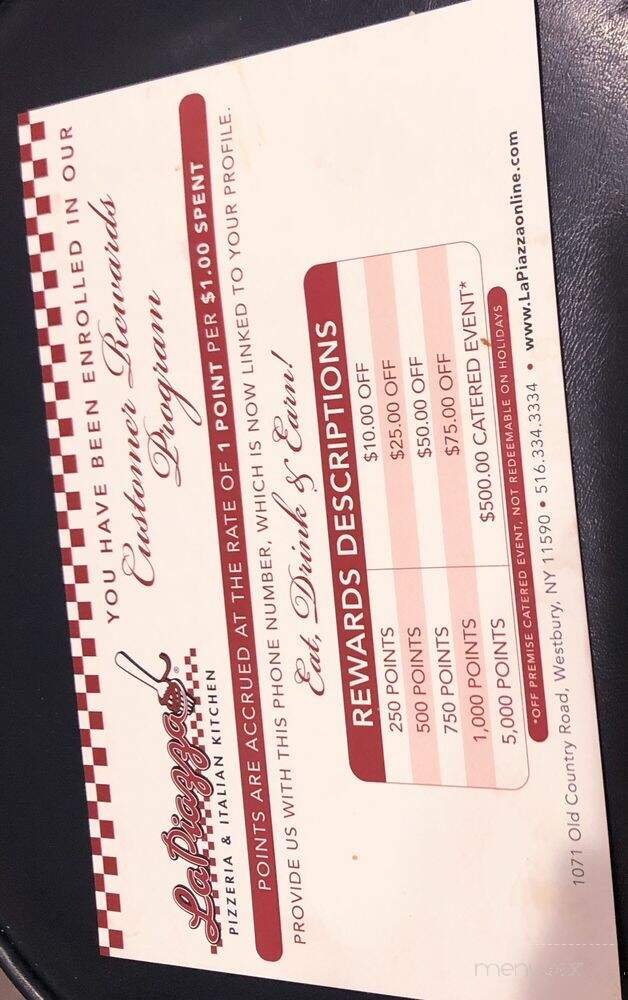 La Piazza®
PIZZERIA & ITALIAN KITCHEN
YOU HAVE BEEN ENROLLED IN OUR
Customer Rewards
Program
POINTS ARE ACCRUED AT THE RATE OF 1 POINT PER $1.00 SPENT
PROVIDE US WITH THIS PHONE NUMBER, WHICH IS NOW LINKED TO YOUR PROFILE.
Eat, Drink & Earn!
REWARDS DESCRIPTIONS
250 POINTS $10.00 OFF
500 POINTS $25.00 OFF
750 POINTS $50.00 OFF
1,000 POINTS $75.00 OFF
5,000 POINTS $500.00 CATERED EVENT*
*OFF PREMISE CATERED EVENT, NOT REDEEMABLE ON HOLIDAYS
1071 Old Country Road, Westbury, NY 11590 • 516.334.3334 • www.LaPiazzaonline.com